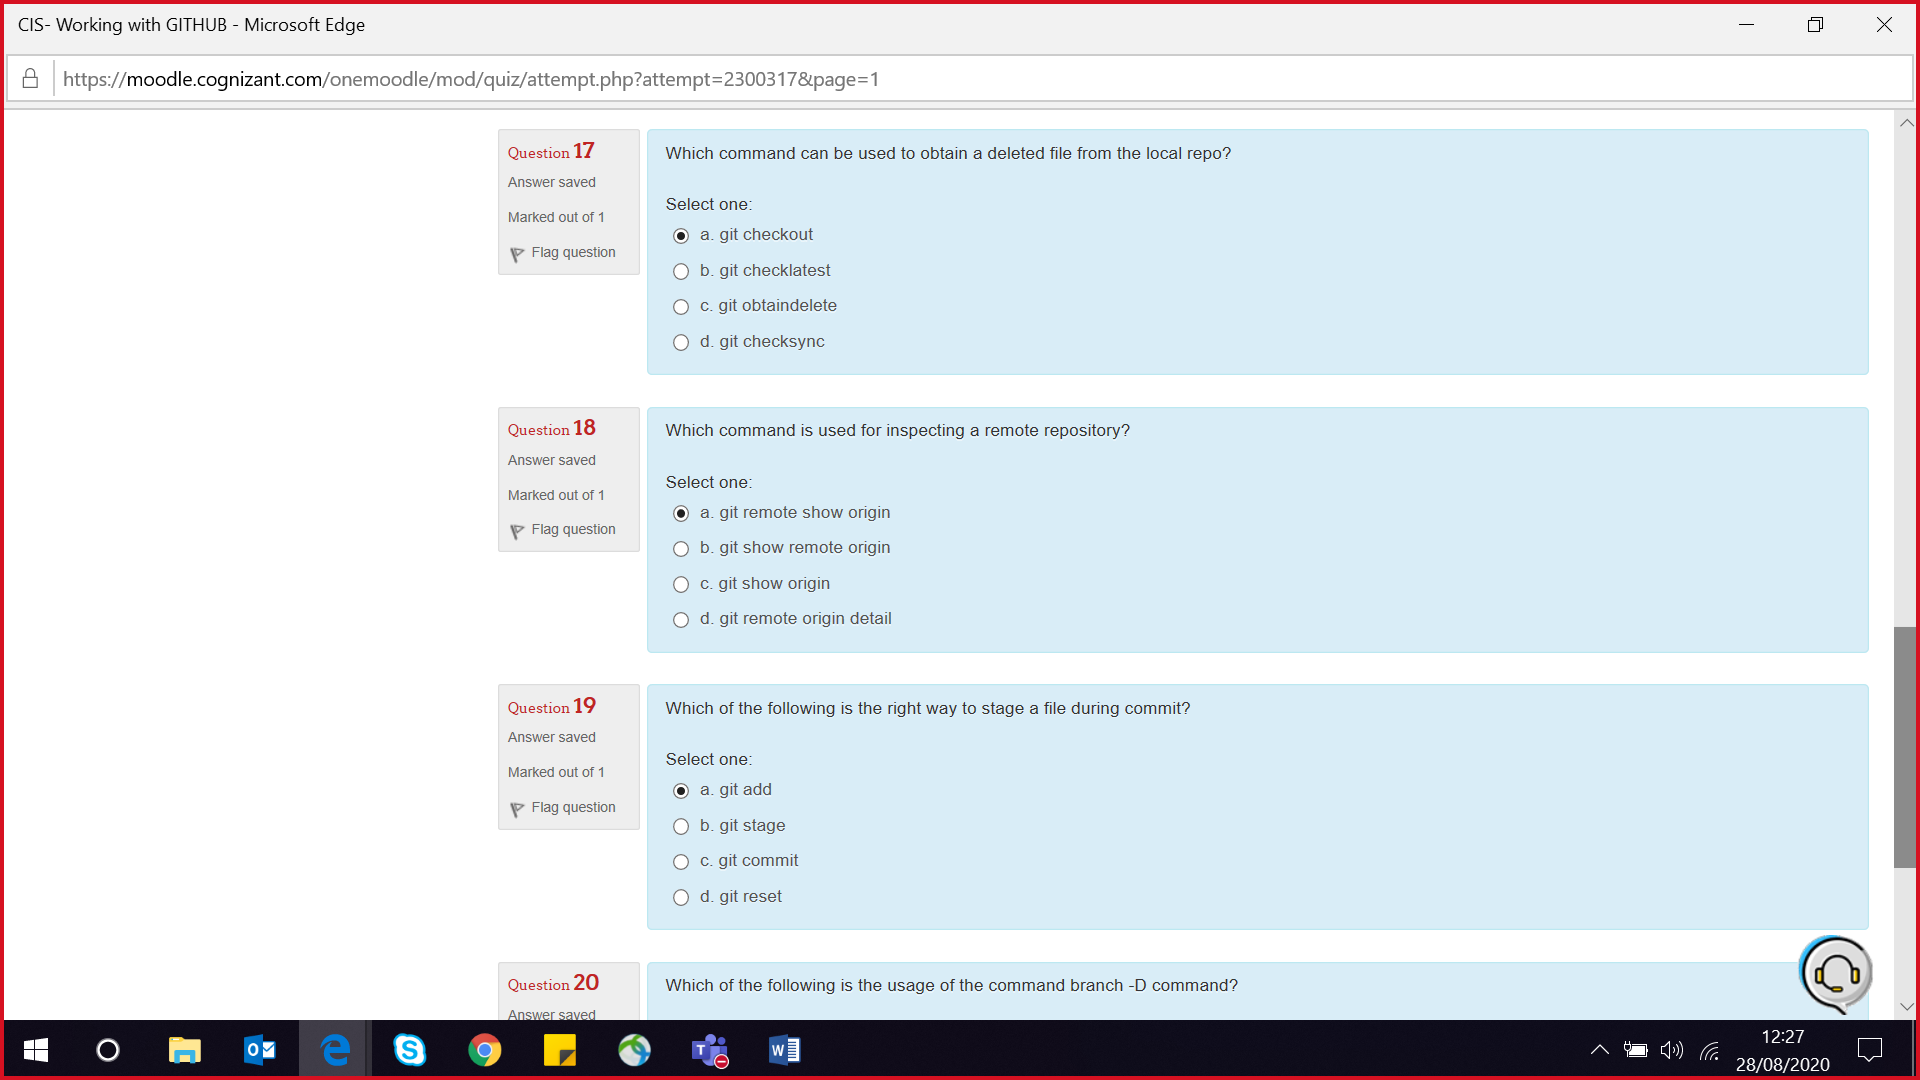 CIS- Working with GITHUB - Microsoft Edge
https://moodle.cognizant.com/onemoodle/mod/quiz/attempt.php?attempt=2300317&page=1
Question 17
Answer saved
Marked out of 1
Flag question
Which command can be used to obtain a deleted file from the local repo?
Select one:
a. git checkout
b. git checklatest
c. git obtaindelete
d. git checksync
Question 18
Answer saved
Marked out of 1
Flag question
Which command is used for inspecting a remote repository?
Select one:
a. git remote show origin
b. git show remote origin
c. git show origin
d. git remote origin detail
Question 19
Answer saved
Marked out of 1
Flag question
Which of the following is the right way to stage a file during commit?
Select one:
a. git add
b. git stage
c. git commit
d. git reset
Question 20
Answer saved
Which of the following is the usage of the command branch -D command?
12:27
28/08/2020